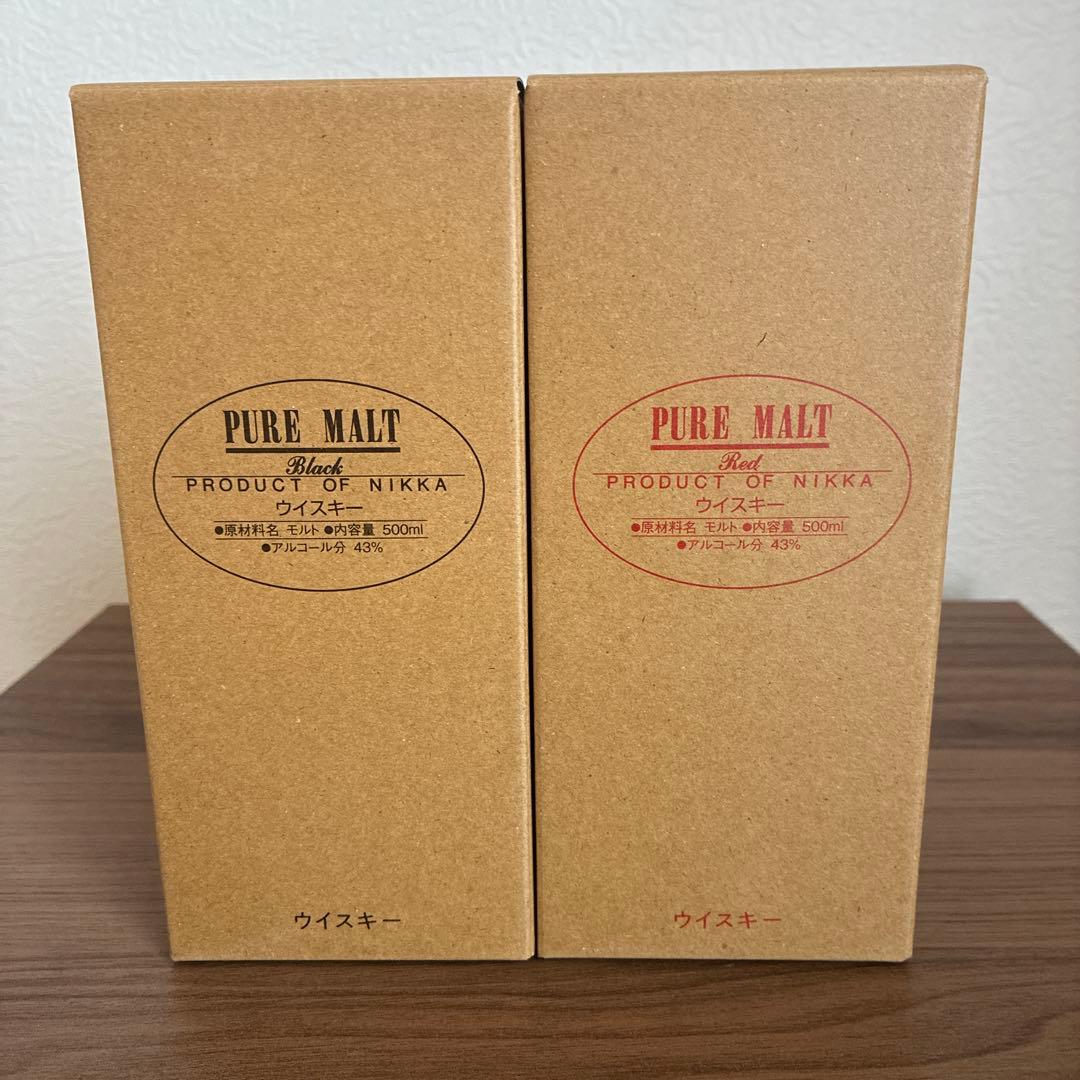 PURE MALT
Black
PRODUCT OF NIKKA
ウイスキー
●原材料名 モルト ●内容量 500ml
●アルコール分 43%
ウイスキー
PURE MALT
Red
PRODUCT OF NIKKA
ウイスキー
●原材料名 モルト ●内容量 500ml
●アルコール分 43%
ウイスキー